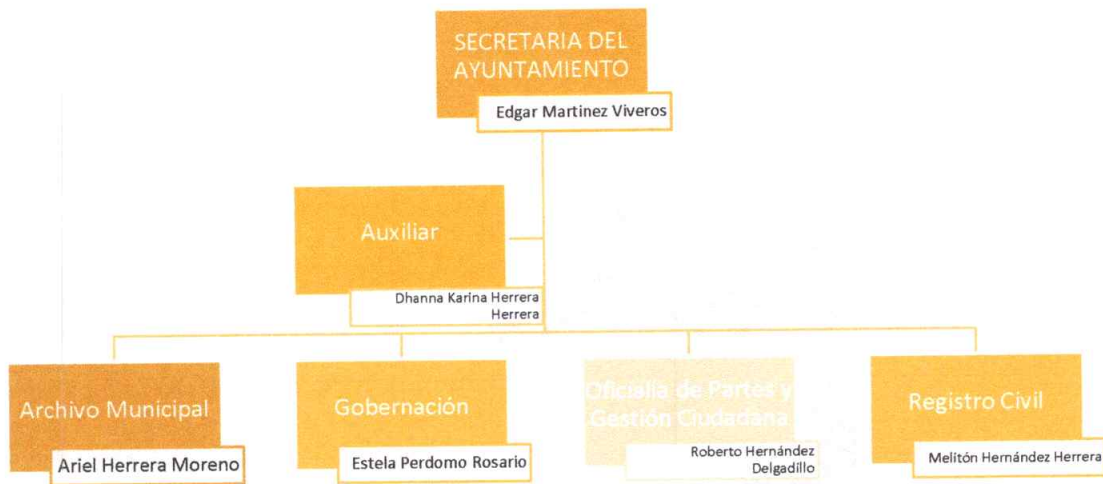 SECRETARIA DEL
AYUNTAMIENTO
Edgar Martinez Viveros
Auxiliar
Dhanna Karina Herrera
Herrera
Archivo Municipal
Ariel Herrera Moreno
Gobernación
Estela Perdomo Rosario
Oficialía de Partes y
Gestión Ciudadana
Roberto Hernández
Delgadillo
Registro Civil
Melitón Hernández Herrera